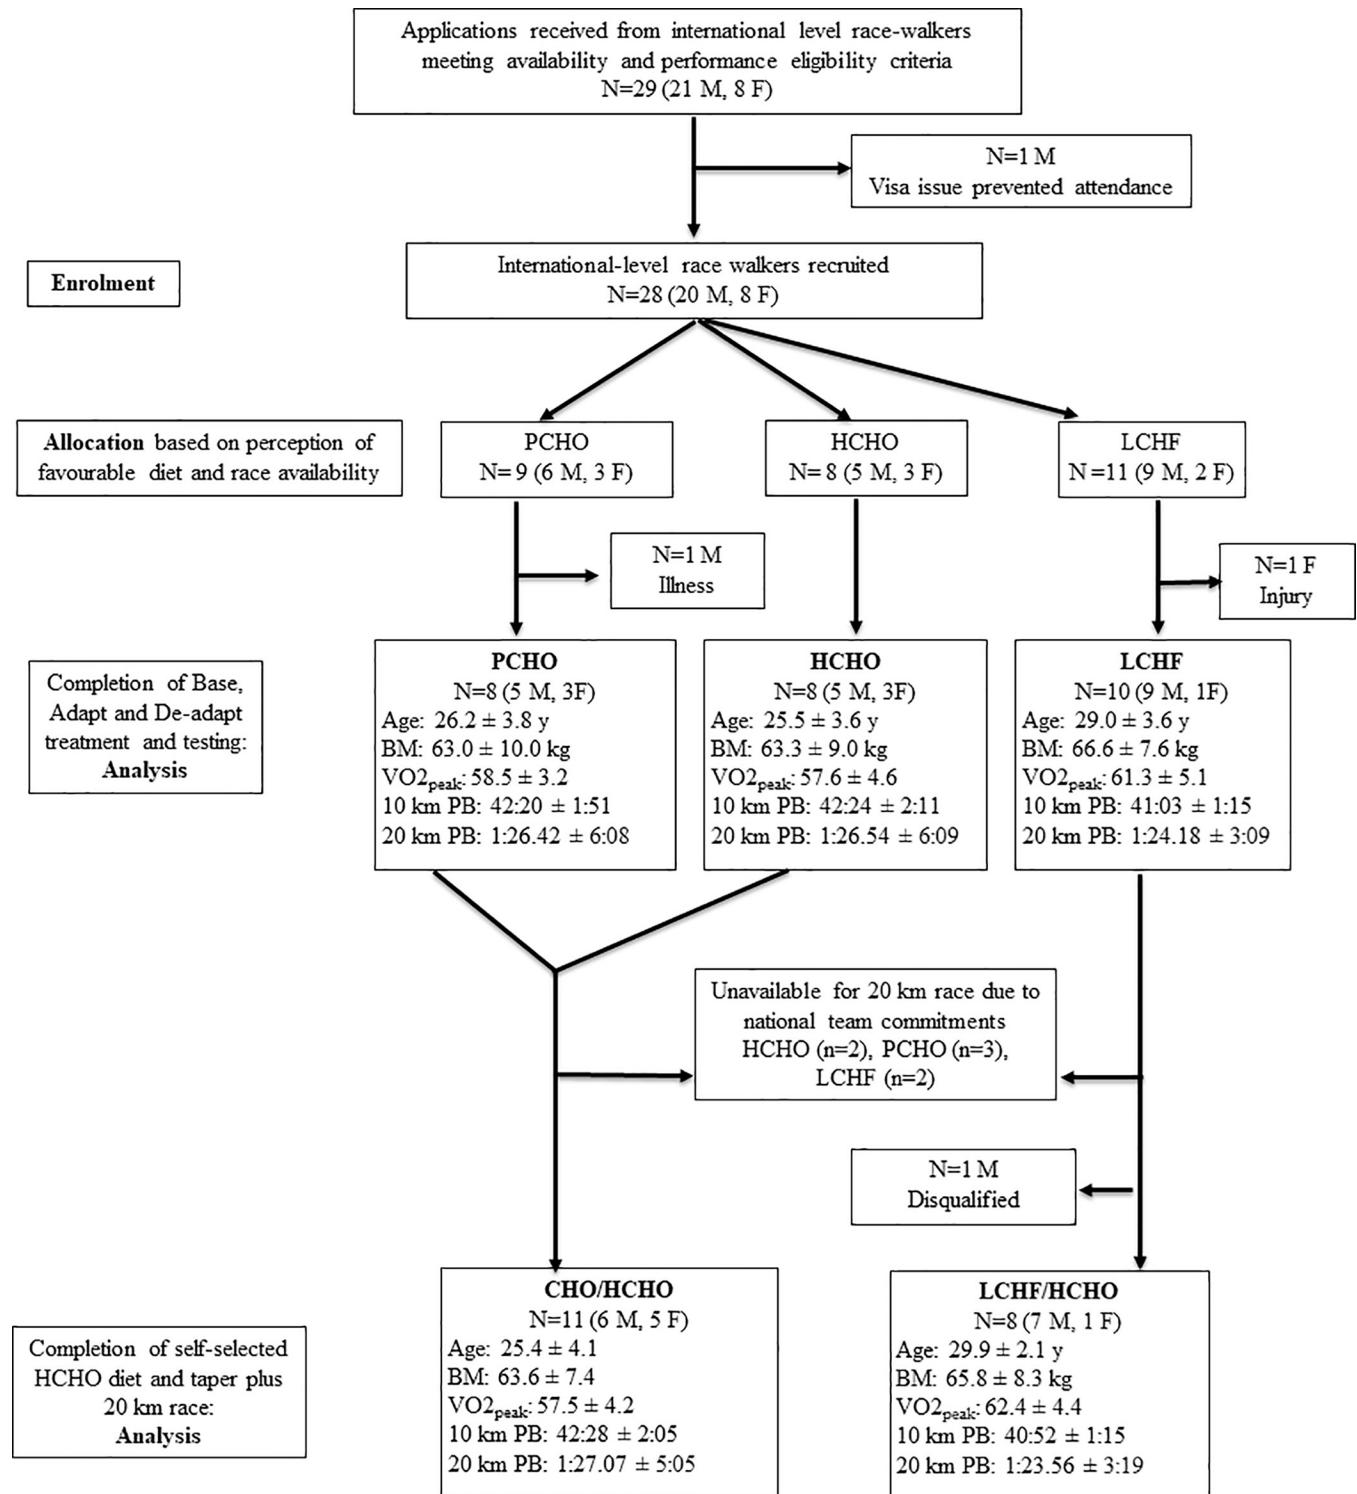 Applications received from international level race-walkers
meeting availability and performance eligibility criteria
N=29 (21 M, 8 F)
N=1 M
Visa issue prevented attendance
Enrolment
International-level race walkers recruited
N=28 (20 M, 8 F)
Allocation based on perception of
favourable diet and race availability
PCHO
N= 9 (6 M, 3 F)
HCHO
N= 8 (5 M, 3 F)
LCHF
N =11 (9 M, 2 F)
N=1 M
Illness
N=1 F
Injury
Completion of Base,
Adapt and De-adapt
treatment and testing:
Analysis
PCHO
N=8 (5 M, 3F)
Age: 26.2 ± 3.8 y
BM: 63.0 ± 10.0 kg
VO2peak: 58.5 ± 3.2
10 km PB: 42:20 ± 1:51
20 km PB: 1:26.42 ± 6:08
HCHO
N=8 (5 M, 3F)
Age: 25.5 ± 3.6 y
BM: 63.3 ± 9.0 kg
VO2peak: 57.6 ± 4.6
10 km PB: 42:24 ± 2:11
20 km PB: 1:26.54 ± 6:09
LCHF
N=10 (9 M, 1F)
Age: 29.0 ± 3.6 y
BM: 66.6 ± 7.6 kg
VO2peak: 61.3 ± 5.1
10 km PB: 41:03 ± 1:15
20 km PB: 1:24.18 ± 3:09
Unavailable for 20 km race due to
national team commitments
HCHO (n=2), PCHO (n=3),
LCHF (n=2)
N=1 M
Disqualified
Completion of self-selected
HCHO diet and taper plus
20 km race:
Analysis
CHO/HCHO
N=11 (6 M, 5 F)
Age: 25.4 ± 4.1
BM: 63.6 ± 7.4
VO2peak: 57.5 ± 4.2
10 km PB: 42:28 ± 2:05
20 km PB: 1:27.07 ± 5:05
LCHF/HCHO
N=8 (7 M, 1 F)
Age: 29.9 ± 2.1 y
BM: 65.8 ± 8.3 kg
VO2peak: 62.4 ± 4.4
10 km PB: 40:52 ± 1:15
20 km PB: 1:23.56 ± 3:19